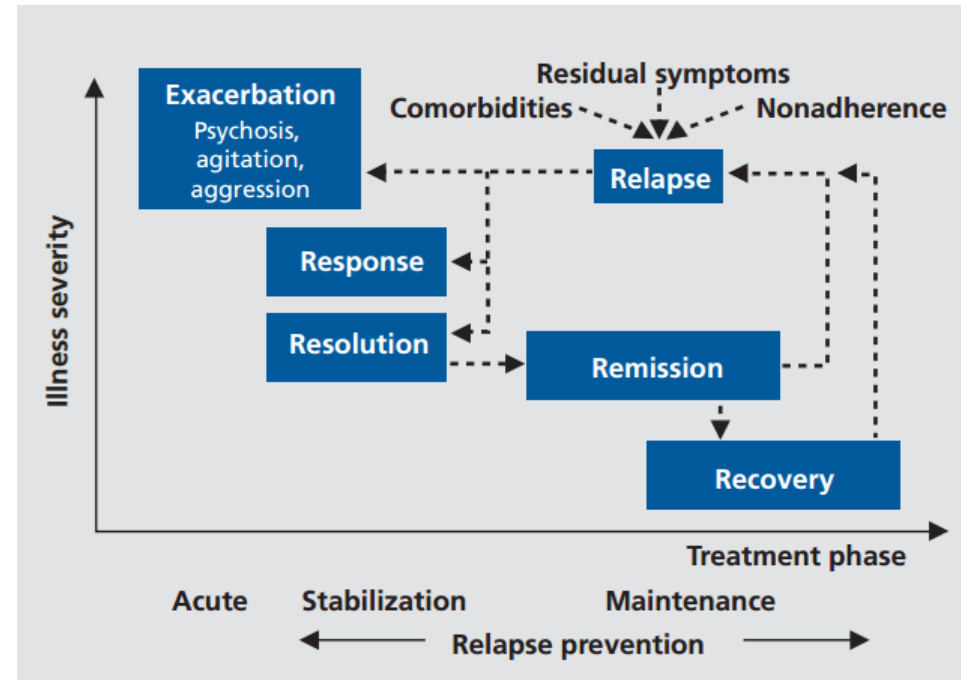 Residual symptoms
Comorbidities
Nonadherence
Exacerbation
Psychosis,
agitation,
aggression
Relapse
Response
Resolution
Remission
Recovery
Illness severity
Treatment phase
Acute
Stabilization
Maintenance
Relapse prevention